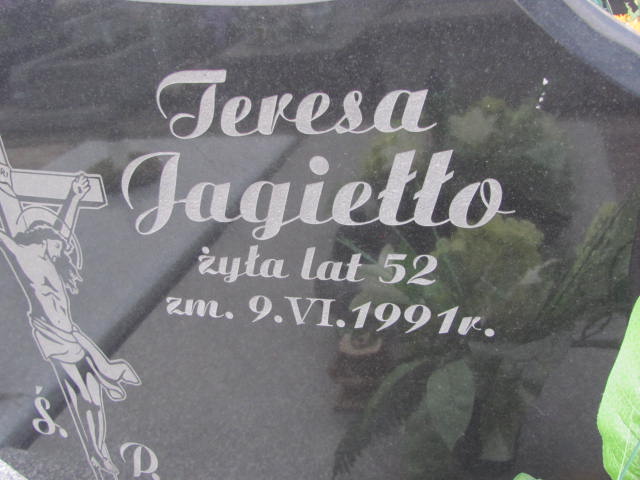 Teresa
Jagiełło
żyła lat 52
zm. 9.VI.1991r.
Ś.
P.